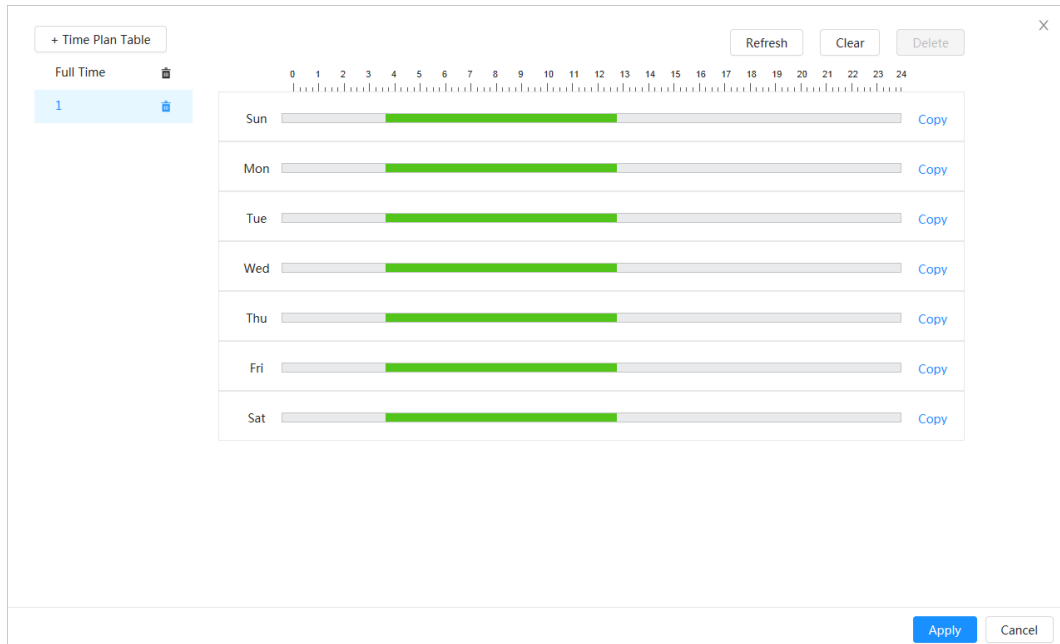 + Time Plan Table
Refresh Clear Delete
Full Time
0 1 2 3 4 5 6 7 8 9 10 11 12 13 14 15 16 17 18 19 20 21 22 23 24
1
Sun Copy
Mon Copy
Tue Copy
Wed Copy
Thu Copy
Fri Copy
Sat Copy
Apply Cancel